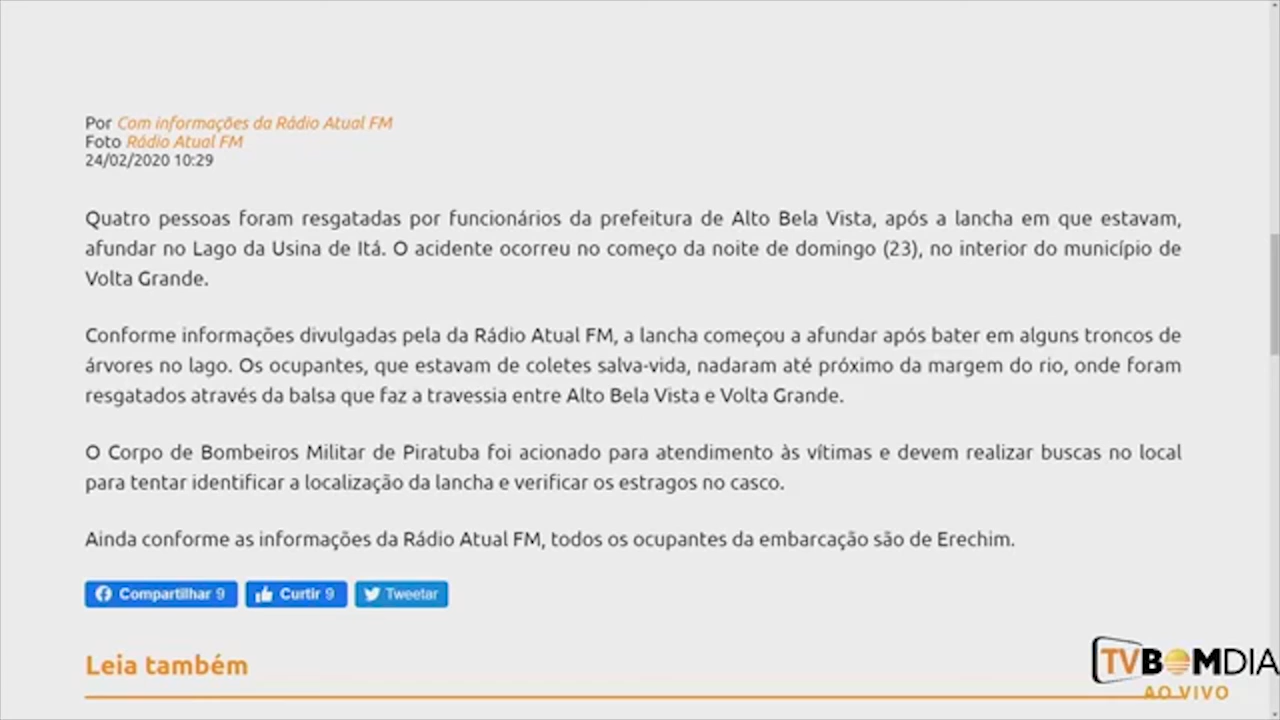 Por Com informações da Rádio Atual FM
Foto Rádio Atual FM
24/02/2020 10:29
Quatro pessoas foram resgatadas por funcionários da prefeitura de Alto Bela Vista, após a lancha em que estavam,
afundar no Lago da Usina de Itá. O acidente ocorreu no começo da noite de domingo (23), no interior do município de
Volta Grande.
Conforme informações divulgadas pela da Rádio Atual FM, a lancha começou a afundar após bater em alguns troncos de
árvores no lago. Os ocupantes, que estavam de coletes salva-vida, nadaram até próximo da margem do rio, onde foram
resgatados através da balsa que faz a travessia entre Alto Bela Vista e Volta Grande.
O Corpo de Bombeiros Militar de Piratuba foi acionado para atendimento às vítimas e devem realizar buscas no local
para tentar identificar a localização da lancha e verificar os estragos no casco.
Ainda conforme as informações da Rádio Atual FM, todos os ocupantes da embarcação são de Erechim.
Compartilhar 9 Curtir 9 Tweetar
Leia também
TVBOMDIA
AO VIVO